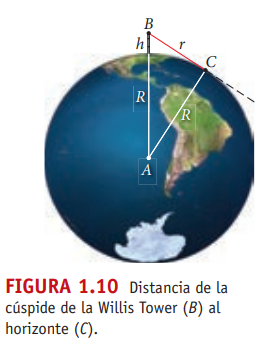 B
h
r
C
R
R
A
FIGURA 1.10 Distancia de la
cúspide de la Willis Tower (B) al
horizonte (C).